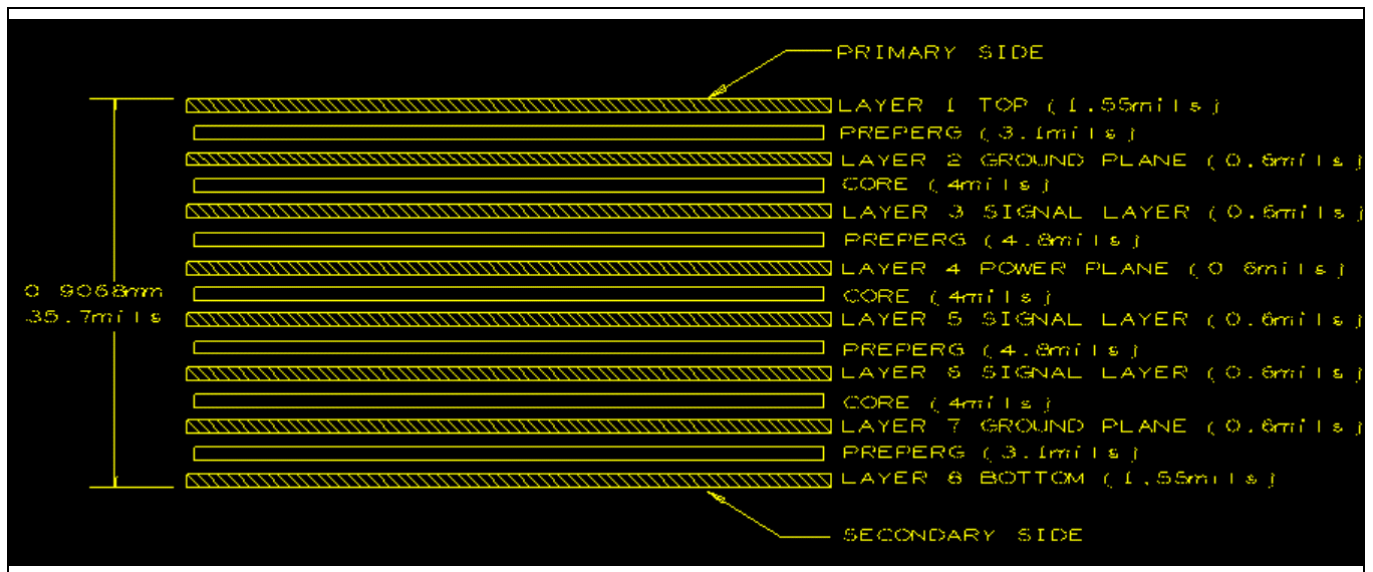 PRIMARY SIDE
LAYER 1 TOP (1.55mils)
PREPERG (3.1mils)
LAYER 2 GROUND PLANE (0.6mils)
CORE (4mils)
LAYER 3 SIGNAL LAYER (0.6mils)
PREPERG (4.8mils)
LAYER 4 POWER PLANE (0 6mils)
0 9068mm
CORE (4mils)
35.7mils
LAYER 5 SIGNAL LAYER (0.6mils)
PREPERG (4.8mils)
LAYER 6 SIGNAL LAYER (0.6mils)
CORE (4mils)
LAYER 7 GROUND PLANE (0.6mils)
PREPERG (3.1mils)
LAYER 8 BOTTOM (1.55mils)
SECONDARY SIDE